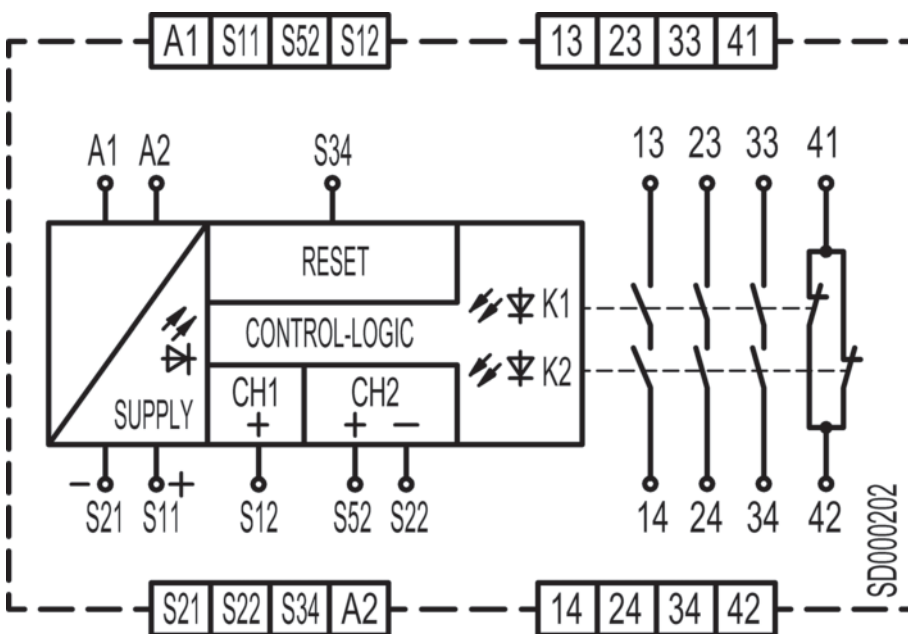 A1 S11 S52 S12 13 23 33 41
A1 A2 S34 13 23 33 41
RESET
K1
CONTROL-LOGIC
K2
CH1 CH2
SUPPLY + + −
− S21 S11 + S12 S52 S22 14 24 34 42
SD000202
S21 S22 S34 A2 14 24 34 42